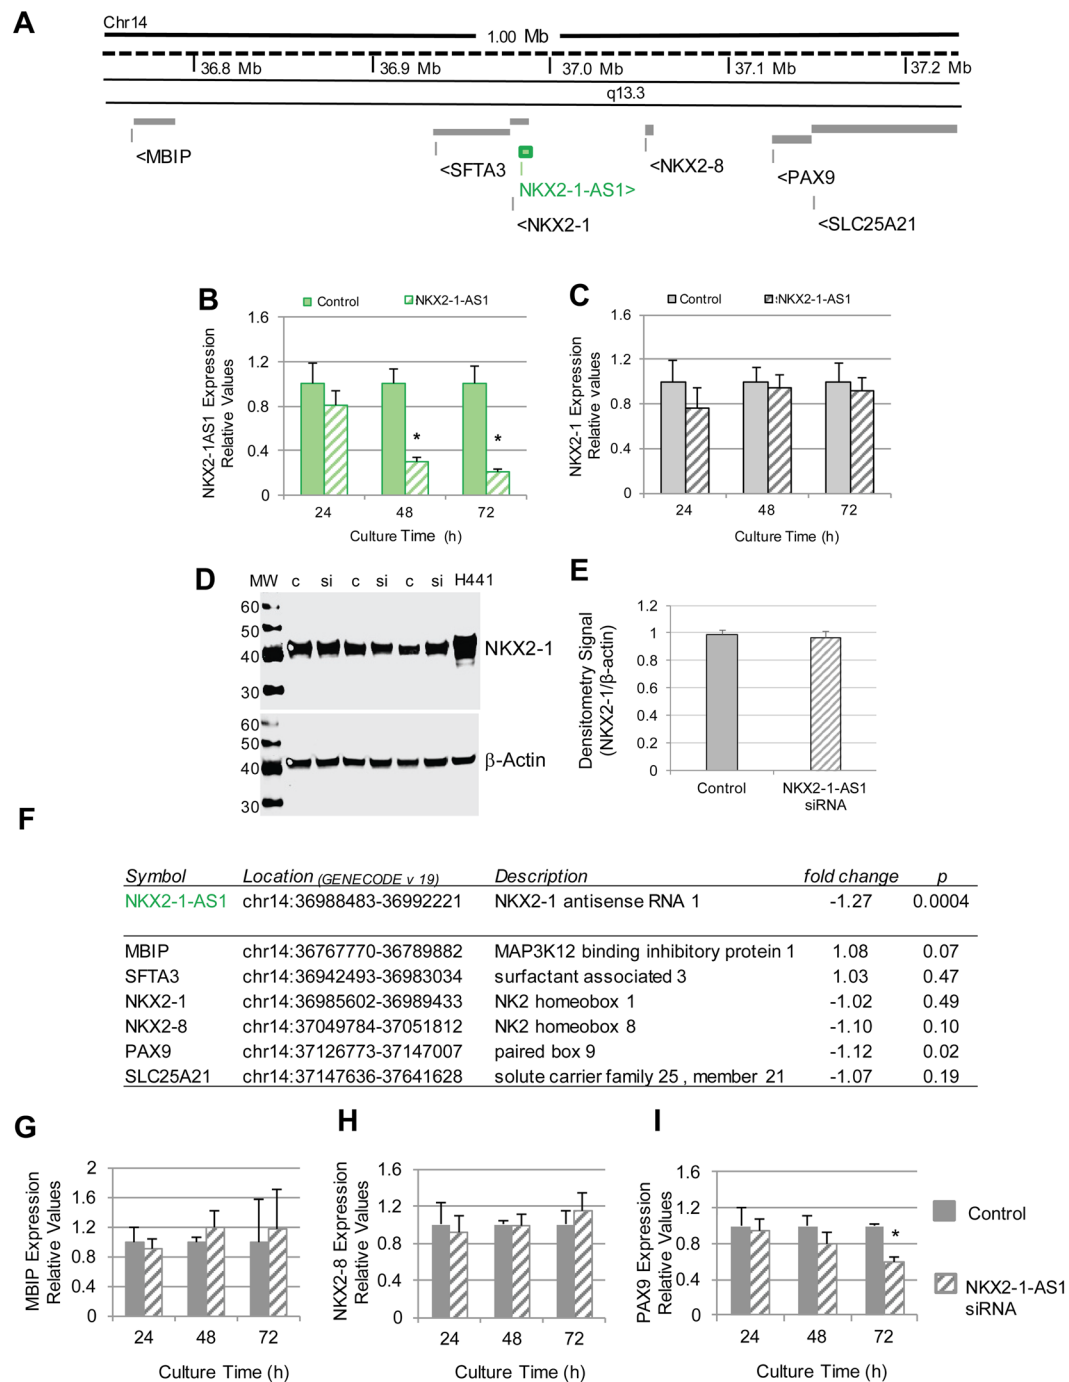 A
Chr14
1.00 Mb
36.8 Mb 36.9 Mb 37.0 Mb 37.1 Mb 37.2 Mb
q13.3
<MBIP
<SFTA3
NKX2-1-AS1>
<NKX2-1
<NKX2-8
<PAX9
<SLC25A21
B
Control NKX2-1-AS1
NKX2-1AS1 Expression
Relative Values
1.6
1.2
0.8
0.4
0
* *
24 48 72
Culture Time (h)
C
Control :NKX2-1-AS1
NKX2-1 Expression
Relative values
1.6
1.2
0.8
0.4
0
24 48 72
Culture Time (h)
D
MW c si c si c si H441
60
50
40
30
NKX2-1
60
50
40
30
β-Actin
E
Densitometry Signal
(NKX2-1/β-actin)
1.2
1
0.8
0.6
0.4
0.2
0
Control NKX2-1-AS1
siRNA
F
Symbol Location (GENECODE v 19) Description fold change p
NKX2-1-AS1 chr14:36988483-36992221 NKX2-1 antisense RNA 1 -1.27 0.0004
MBIP chr14:36767770-36789882 MAP3K12 binding inhibitory protein 1 1.08 0.07
SFTA3 chr14:36942493-36983034 surfactant associated 3 1.03 0.47
NKX2-1 chr14:36985602-36989433 NK2 homeobox 1 -1.02 0.49
NKX2-8 chr14:37049784-37051812 NK2 homeobox 8 -1.10 0.10
PAX9 chr14:37126773-37147007 paired box 9 -1.12 0.02
SLC25A21 chr14:37147636-37641628 solute carrier family 25 , member 21 -1.07 0.19
G
MBIP Expression
Relative Values
2
1.6
1.2
0.8
0.4
0
24 48 72
Culture Time (h)
H
NKX2-8 Expression
Relative Values
1.6
1.2
0.8
0.4
0
24 48 72
Culture Time (h)
I
PAX9 Expression
Relative Values
1.6
1.2
0.8
0.4
0
*
24 48 72
Culture Time (h)
Control
NKX2-1-AS1
siRNA